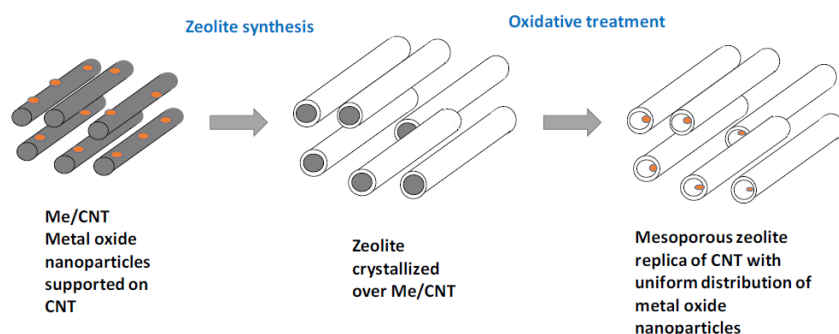 Zeolite synthesis
Oxidative treatment
Me/CNT
Metal oxide
nanoparticles
supported on
CNT
Zeolite
crystallized
over Me/CNT
Mesoporous zeolite
replica of CNT with
uniform distribution of
metal oxide
nanoparticles